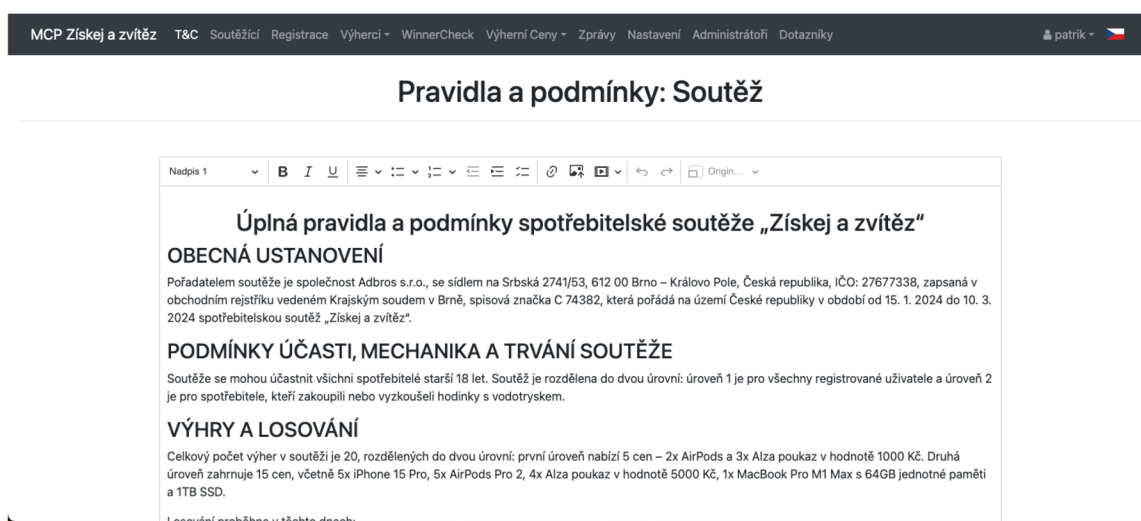 MCP Získej a zvítěz T&C Soutěžící Registrace Výherci WinnerCheck Výherní Ceny Zprávy Nastavení Administrátoři Dotazníky patrik
Pravidla a podmínky: Soutěž
Nadpis 1 B I U Origin...
Úplná pravidla a podmínky spotřebitelské soutěže „Získej a zvítěz“
OBECNÁ USTANOVENÍ
Pořadatelem soutěže je společnost Adbros s.r.o., se sídlem na Srbská 2741/53, 612 00 Brno – Královo Pole, Česká republika, IČO: 27677338, zapsaná v
obchodním rejstříku vedeném Krajským soudem v Brně, spisová značka C 74382, která pořádá na území České republiky v období od 15. 1. 2024 do 10. 3.
2024 spotřebitelskou soutěž „Získej a zvítěz“.
PODMÍNKY ÚČASTI, MECHANIKA A TRVÁNÍ SOUTĚŽE
Soutěže se mohou účastnit všichni spotřebitelé starší 18 let. Soutěž je rozdělena do dvou úrovní: úroveň 1 je pro všechny registrované uživatele a úroveň 2
je pro spotřebitele, kteří zakoupili nebo vyzkoušeli hodinky s vodotryskem.
VÝHRY A LOSOVÁNÍ
Celkový počet výher v soutěži je 20, rozdělených do dvou úrovní: první úroveň nabízí 5 cen – 2x AirPods a 3x Alza poukaz v hodnotě 1000 Kč. Druhá
úroveň zahrnuje 15 cen, včetně 5x iPhone 15 Pro, 5x AirPods Pro 2, 4x Alza poukaz v hodnotě 5000 Kč, 1x MacBook Pro M1 Max s 64GB jednotné paměti
a 1TB SSD.
Losování proběhne v těchto dnech: